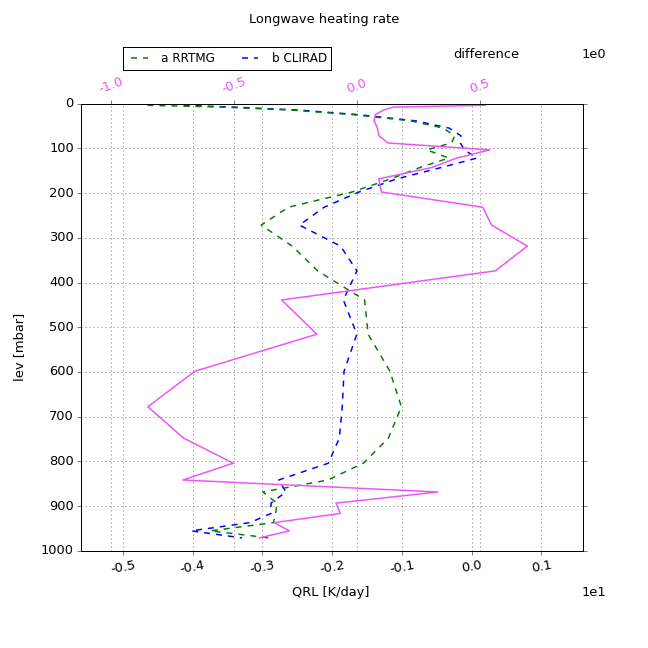 Longwave heating rate
a RRTMG b CLIRAD difference 1e0
-1.0 -0.5 0.0 0.5
0
100
200
300
400
500
600
700
800
900
1000
lev [mbar]
-0.5 -0.4 -0.3 -0.2 -0.1 0.0 0.1
QRL [K/day] 1e1